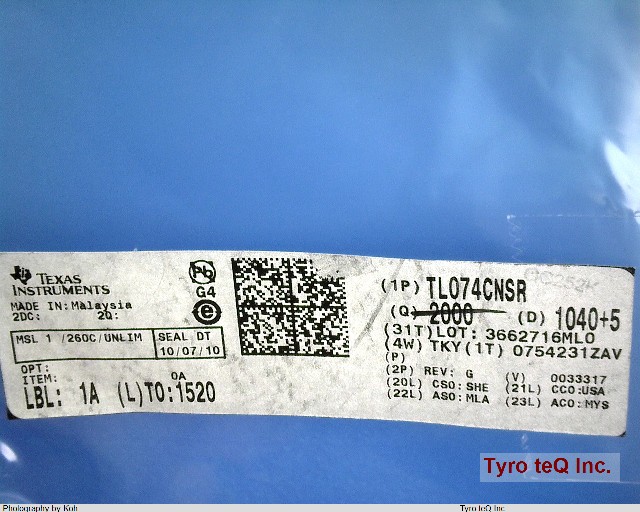 TEXAS INSTRUMENTS
MADE IN: Malaysia
2DC: 2Q:
MSL 1 /260C/UNLIM SEAL DT
10/07/10
OPT:
ITEM: 0A
LBL: 1A (L)TO:1520
Pb
G4
e
(1P) TL074CNSR
(Q) 2000 (D) 1040+5
(31T)LOT: 3662716ML0
(4W) TKY(1T) 0754231ZAV
(P)
(2P) REV: G (V) 0033317
(20L) CSO:SHE (21L) CCO:USA
(22L) ASO:MLA (23L) ACO:MYS
Tyro teQ Inc.
Photography by Koh Tyro teQ Inc